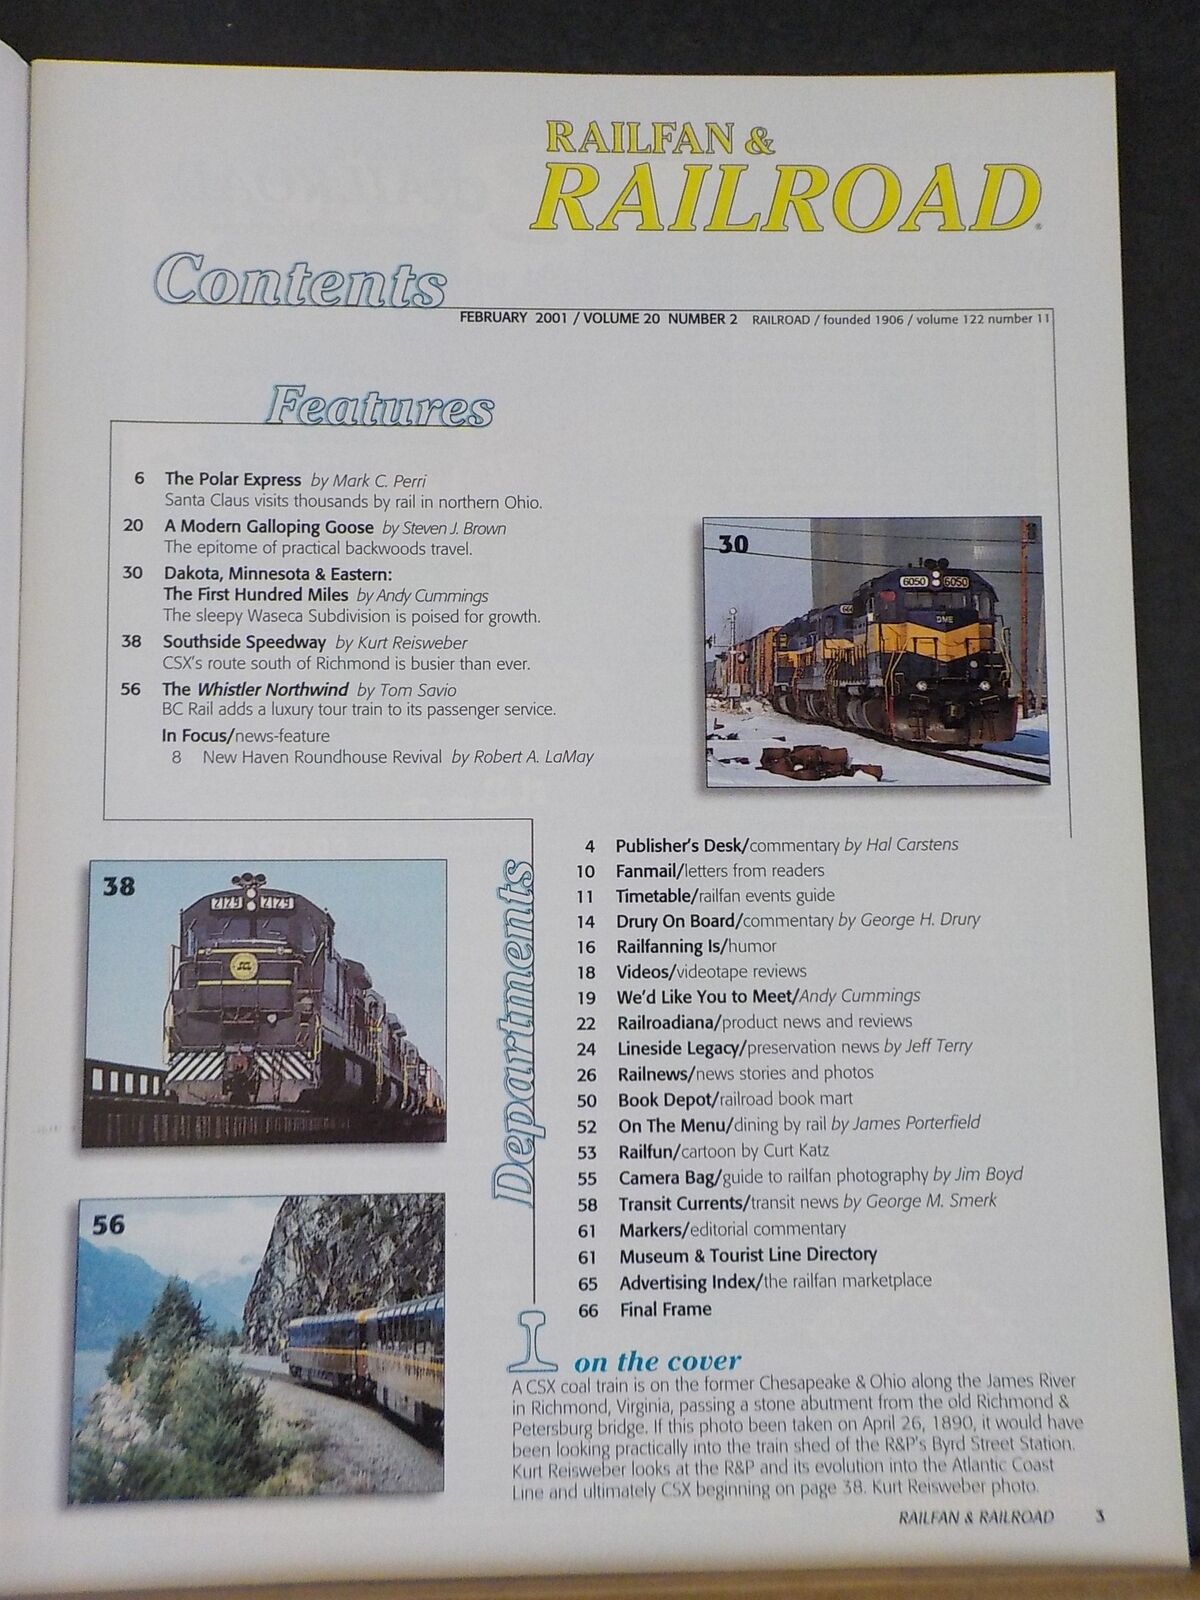 RAILFAN &
RAILROAD
Contents
FEBRUARY 2001 / VOLUME 20 NUMBER 2 RAILROAD / founded 1906 / volume 122 number 11
Features
6 The Polar Express by Mark C. Perri
Santa Claus visits thousands by rail in northern Ohio.
20 A Modern Galloping Goose by Steven J. Brown
The epitome of practical backwoods travel.
30 Dakota, Minnesota & Eastern:
The First Hundred Miles by Andy Cummings
The sleepy Waseca Subdivision is poised for growth.
38 Southside Speedway by Kurt Reisweber
CSX's route south of Richmond is busier than ever.
56 The Whistler Northwind by Tom Savio
BC Rail adds a luxury tour train to its passenger service.
In Focus/news-feature
8 New Haven Roundhouse Revival by Robert A. LaMay
30
6050 6050
DME
38
2129 2129
56
Departments
4 Publisher's Desk/commentary by Hal Carstens
10 Fanmail/letters from readers
11 Timetable/railfan events guide
14 Drury On Board/commentary by George H. Drury
16 Railfanning Is/humor
18 Videos/videotape reviews
19 We'd Like You to Meet/Andy Cummings
22 Railroadiana/product news and reviews
24 Lineside Legacy/preservation news by Jeff Terry
26 Railnews/news stories and photos
50 Book Depot/railroad book mart
52 On The Menu/dining by rail by James Porterfield
53 Railfun/cartoon by Curt Katz
55 Camera Bag/guide to railfan photography by Jim Boyd
58 Transit Currents/transit news by George M. Smerk
61 Markers/editorial commentary
61 Museum & Tourist Line Directory
65 Advertising Index/the railfan marketplace
66 Final Frame
on the cover
A CSX coal train is on the former Chesapeake & Ohio along the James River
in Richmond, Virginia, passing a stone abutment from the old Richmond &
Petersburg bridge. If this photo been taken on April 26, 1890, it would have
been looking practically into the train shed of the R&P's Byrd Street Station.
Kurt Reisweber looks at the R&P and its evolution into the Atlantic Coast
Line and ultimately CSX beginning on page 38. Kurt Reisweber photo.
RAILFAN & RAILROAD 3